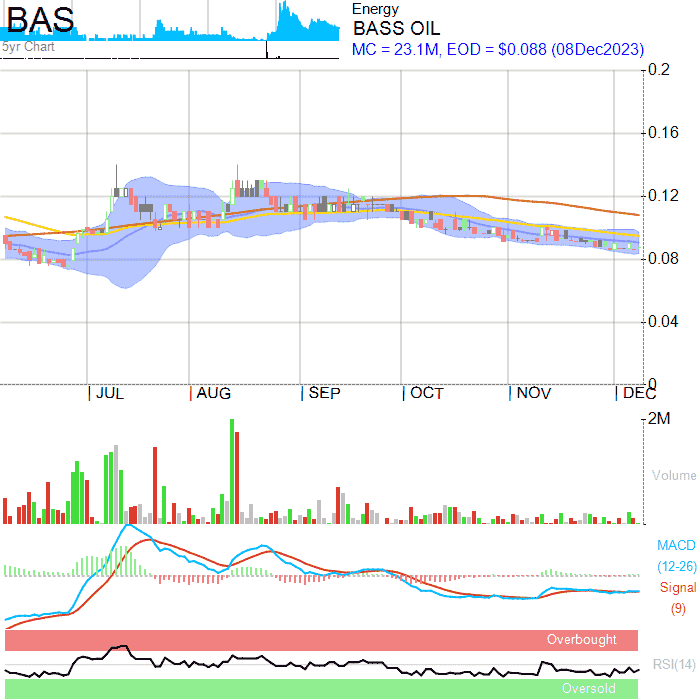 BAS
5yr Chart
Energy
BASS OIL
MC = 23.1M, EOD = $0.088 (08Dec2023)
0.2
0.16
0.12
0.08
0.04
0
JUL AUG SEP OCT NOV DEC
2M
Volume
MACD
(12-26)
Signal
(9)
Overbought
RSI(14)
Oversold